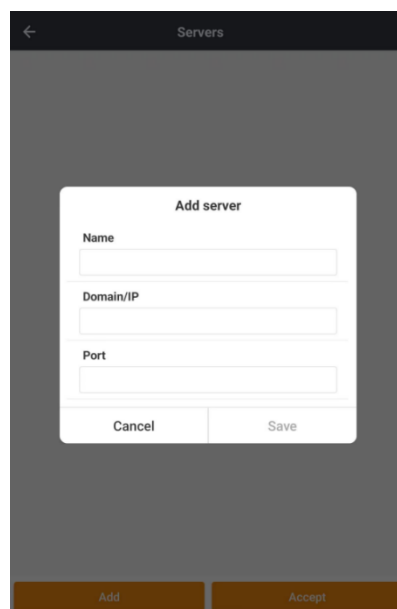 Servers
Add server
Name
Domain/IP
Port
Cancel Save
Add Accept